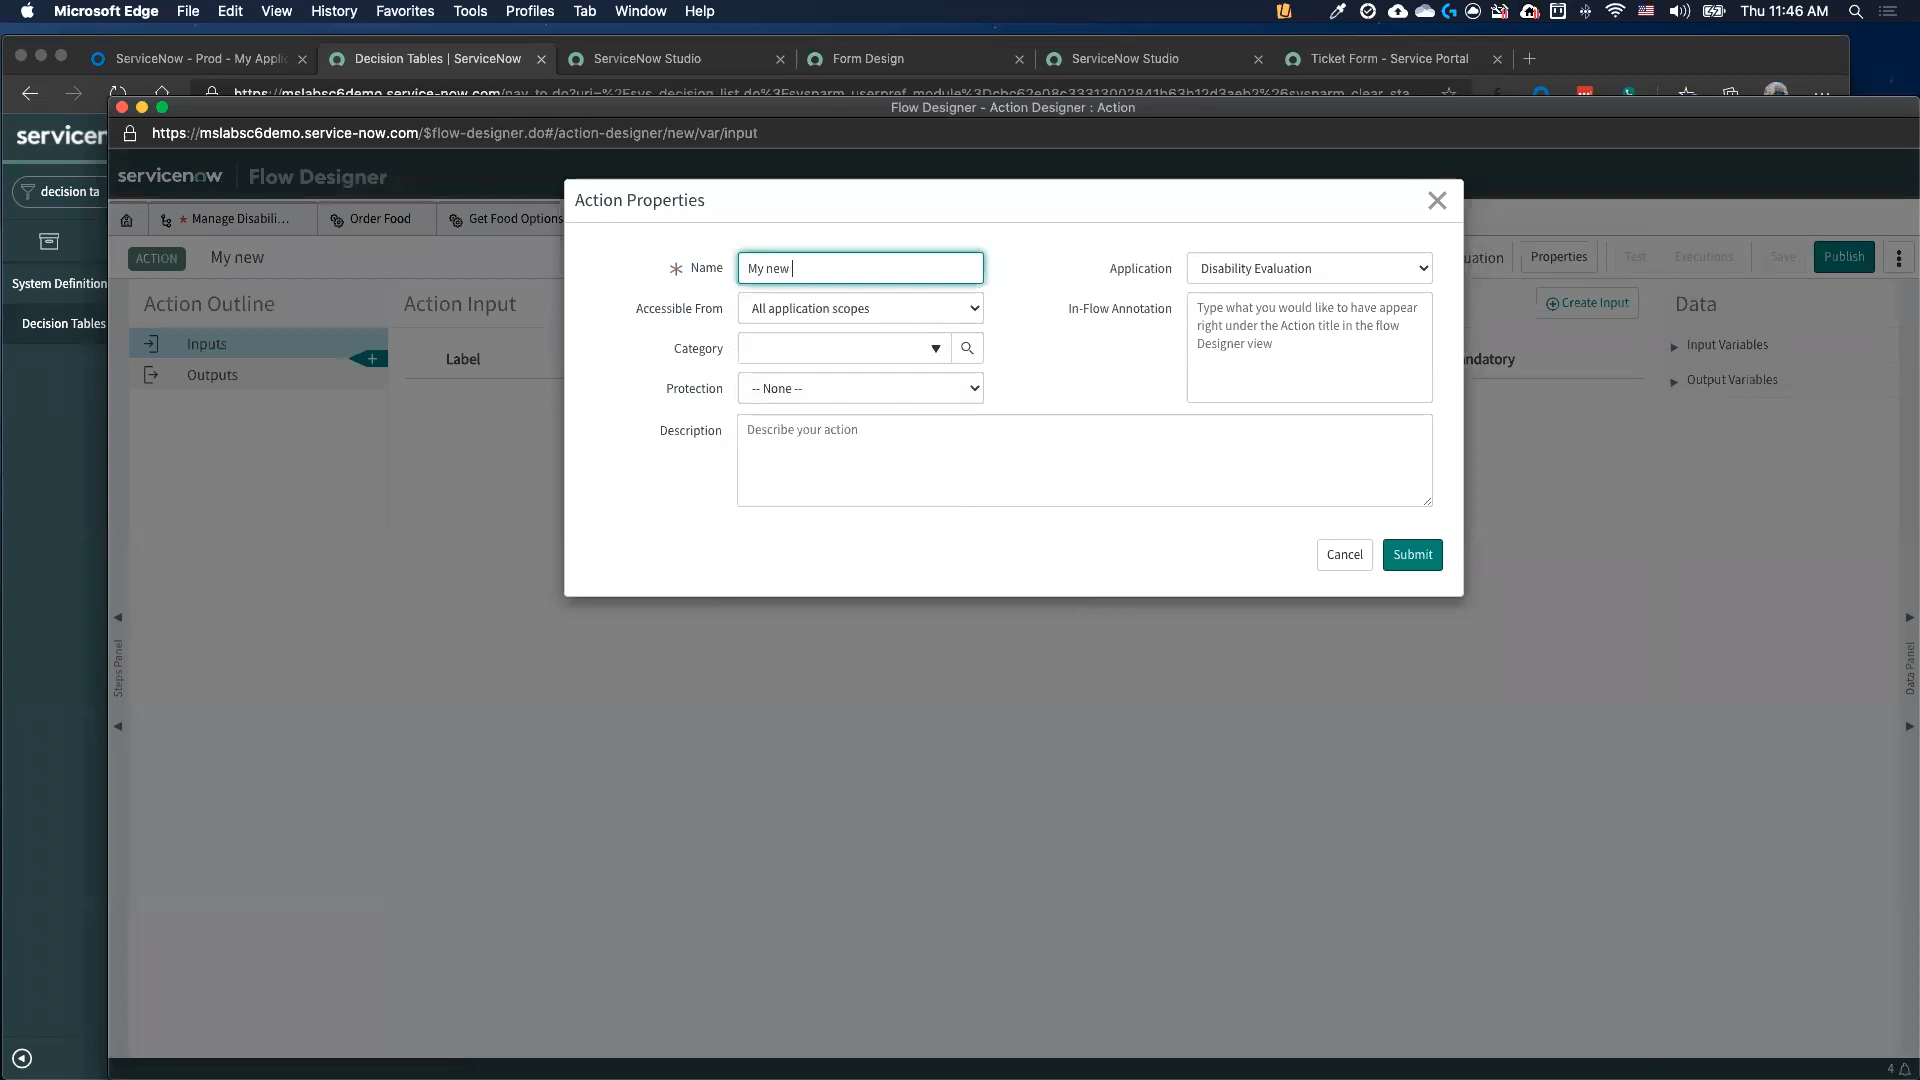 Microsoft Edge File Edit View History Favorites Tools Profiles Tab Window Help Thu 11:46 AM
ServiceNow - Prod - My Applic
Decision Tables | ServiceNow
ServiceNow Studio
Form Design
ServiceNow Studio
Ticket Form - Service Portal
https://mslabsc6demo.service-now.com/nav_to.do?uri=%2Fsys_decision_list.do%3Fsysparm_userpref_module%3Dcbc62e08c33313002841b63b12d3aeb2%26sysparm_clear_sta
Flow Designer - Action Designer : Action
https://mslabsc6demo.service-now.com/$flow-designer.do#/action-designer/new/var/input
servicen
servicenow Flow Designer
decision ta
System Definition
Decision Tables
* Manage Disabili...
Order Food
Get Food Options
ACTION My new
uation Properties Test Executions Save Publish
Action Outline
Inputs
Outputs
Action Input
Label
Create Input
ndatory
Data
Input Variables
Output Variables
Action Properties
Name My new
Application Disability Evaluation
Accessible From All application scopes
In-Flow Annotation Type what you would like to have appear
right under the Action title in the flow
Designer view
Category
Protection -- None --
Description Describe your action
Cancel Submit
Steps Panel
Data Panel
4